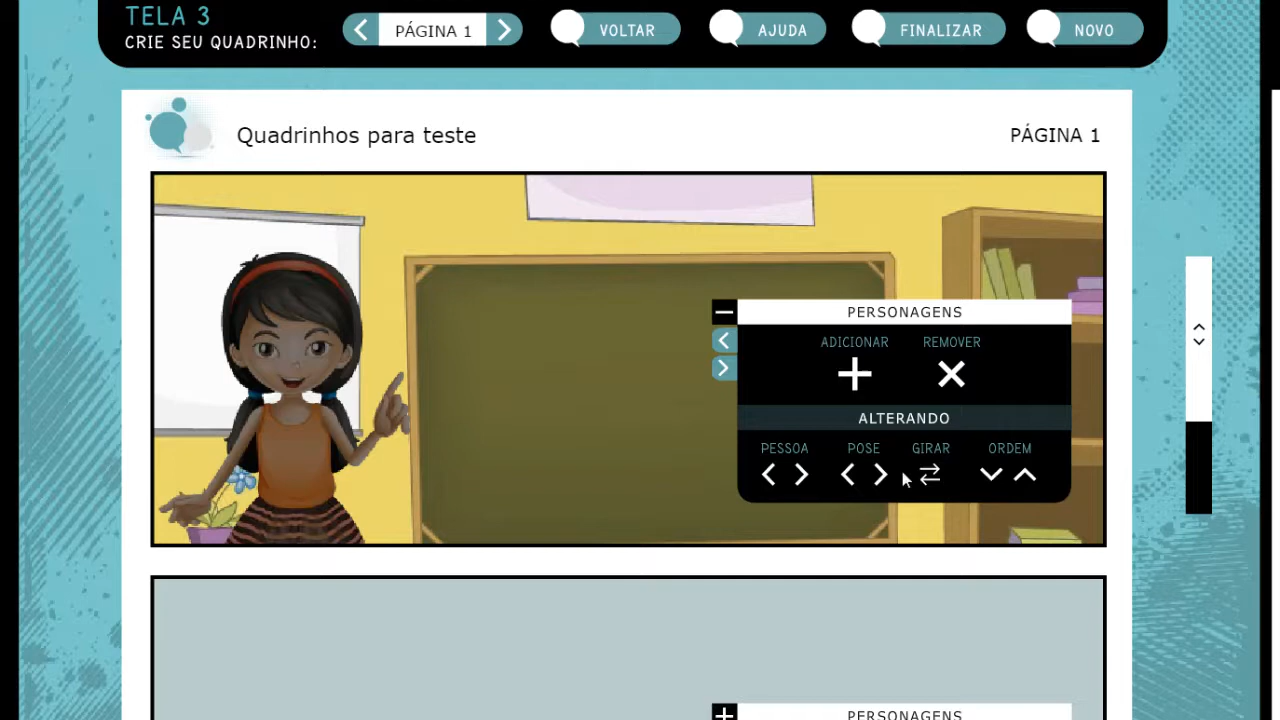 TELA 3
CRIE SEU QUADRINHO:
PÁGINA 1
VOLTAR
AJUDA
FINALIZAR
NOVO
Quadrinhos para teste
PÁGINA 1
PERSONAGENS
ADICIONAR REMOVER
ALTERANDO
PESSOA POSE GIRAR ORDEM
PERSONAGENS